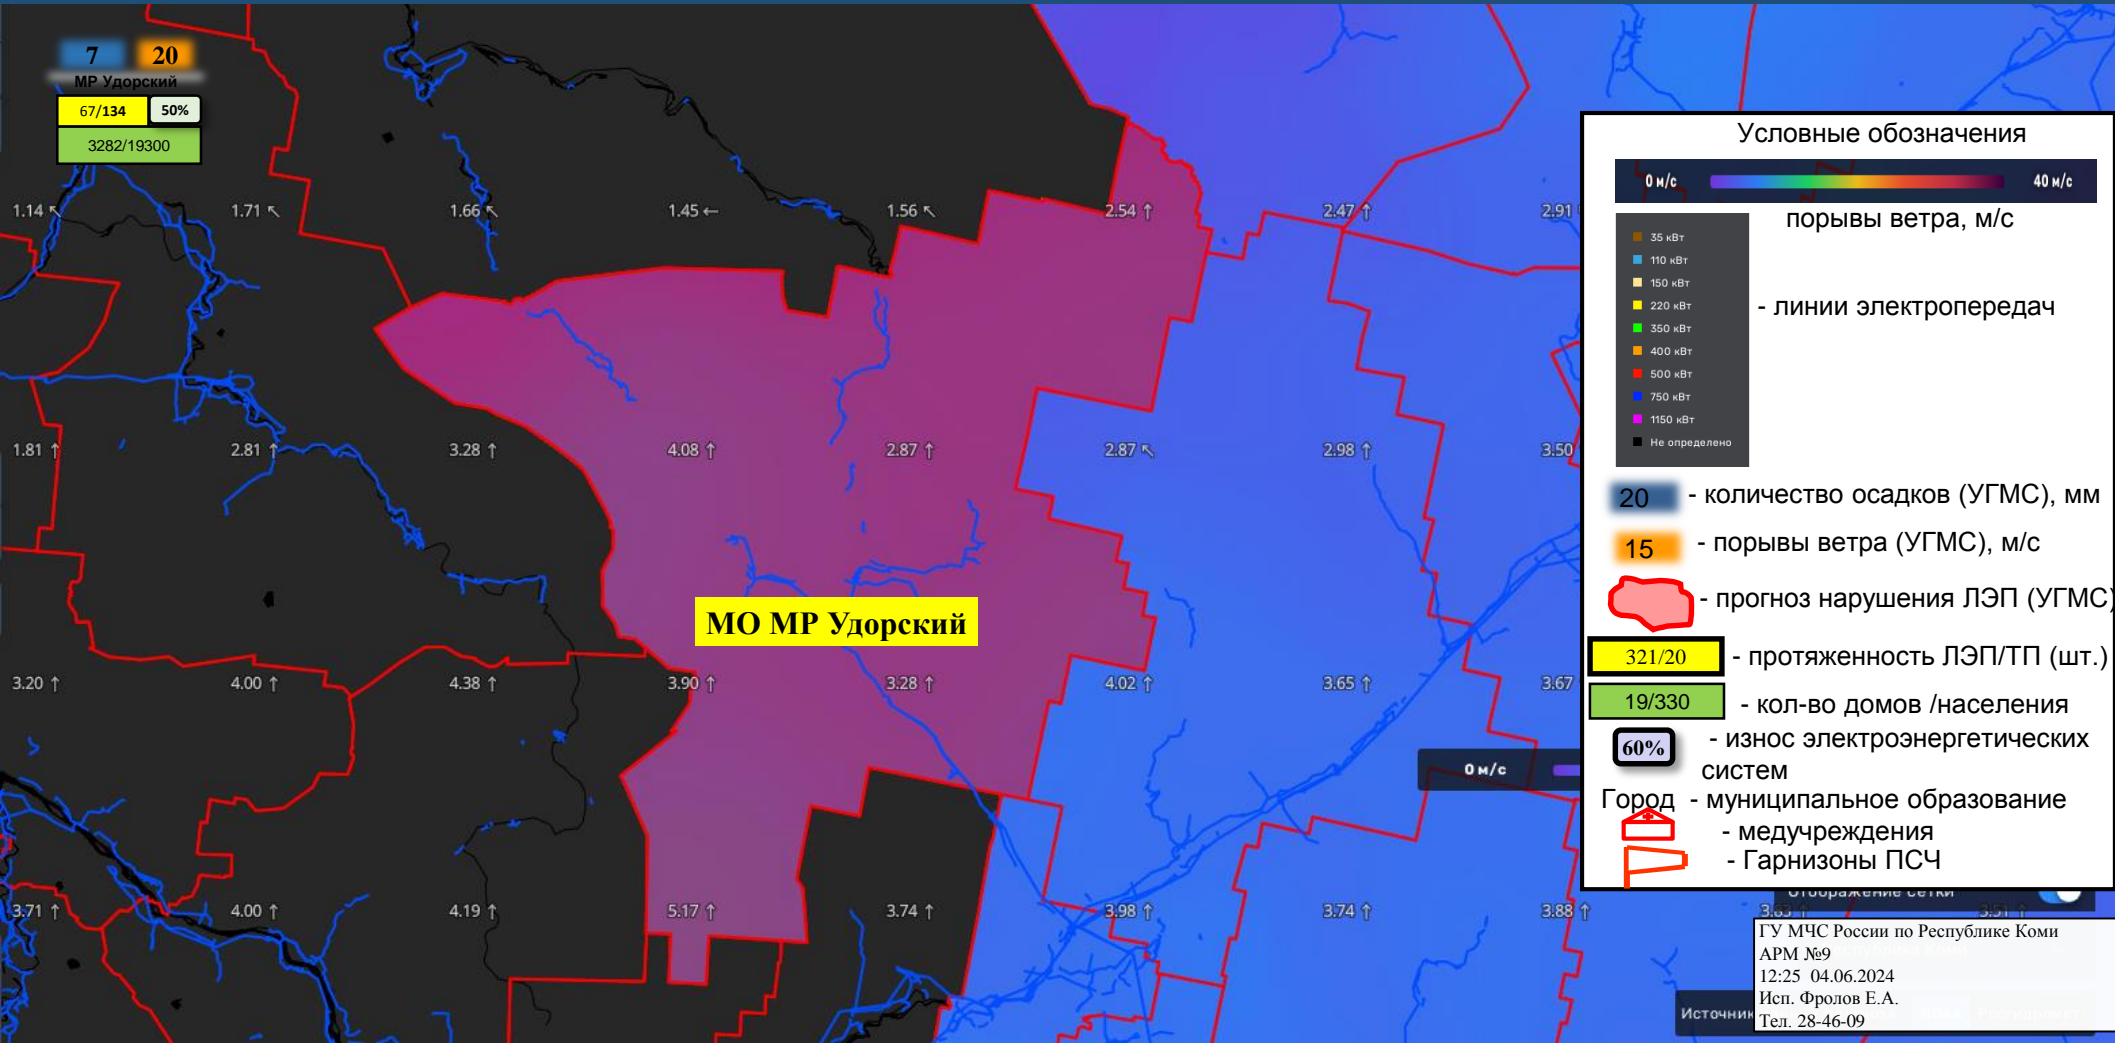 7 20
МР Удорский
67/134 50%
3282/19300
1.14 ↖ 1.71 ↖ 1.66 ↖ 1.45 ← 1.56 ↖ 2.54 ↑ 2.47 ↑ 2.91
1.81 ↑ 2.81 ↑ 3.28 ↑ 4.08 ↑ 2.87 ↑ 2.87 ↖ 2.98 ↑ 3.50
МО МР Удорский
3.20 ↑ 4.00 ↑ 4.38 ↑ 3.90 ↑ 3.28 ↑ 4.02 ↑ 3.65 ↑ 3.67
0 м/с
3.71 ↑ 4.00 ↑ 4.19 ↑ 5.17 ↑ 3.74 ↑ 3.98 ↑ 3.74 ↑ 3.88 ↑ 3.63 ↑ 3.51 ↑
Условные обозначения
0 м/с 40 м/с
порывы ветра, м/с
35 кВт
110 кВт
150 кВт
220 кВт
350 кВт
400 кВт
500 кВт
750 кВт
1150 кВт
Не определено
- линии электропередач
20 - количество осадков (УГМС), мм
15 - порывы ветра (УГМС), м/с
- прогноз нарушения ЛЭП (УГМС)
321/20 - протяженность ЛЭП/ТП (шт.)
19/330 - кол-во домов /населения
60% - износ электроэнергетических
систем
Город - муниципальное образование
- медучреждения
- Гарнизоны ПСЧ
Отображение сетки
ГУ МЧС России по Республике Коми
АРМ №9
12:25 04.06.2024
Исп. Фролов Е.А.
Тел. 28-46-09
Источник